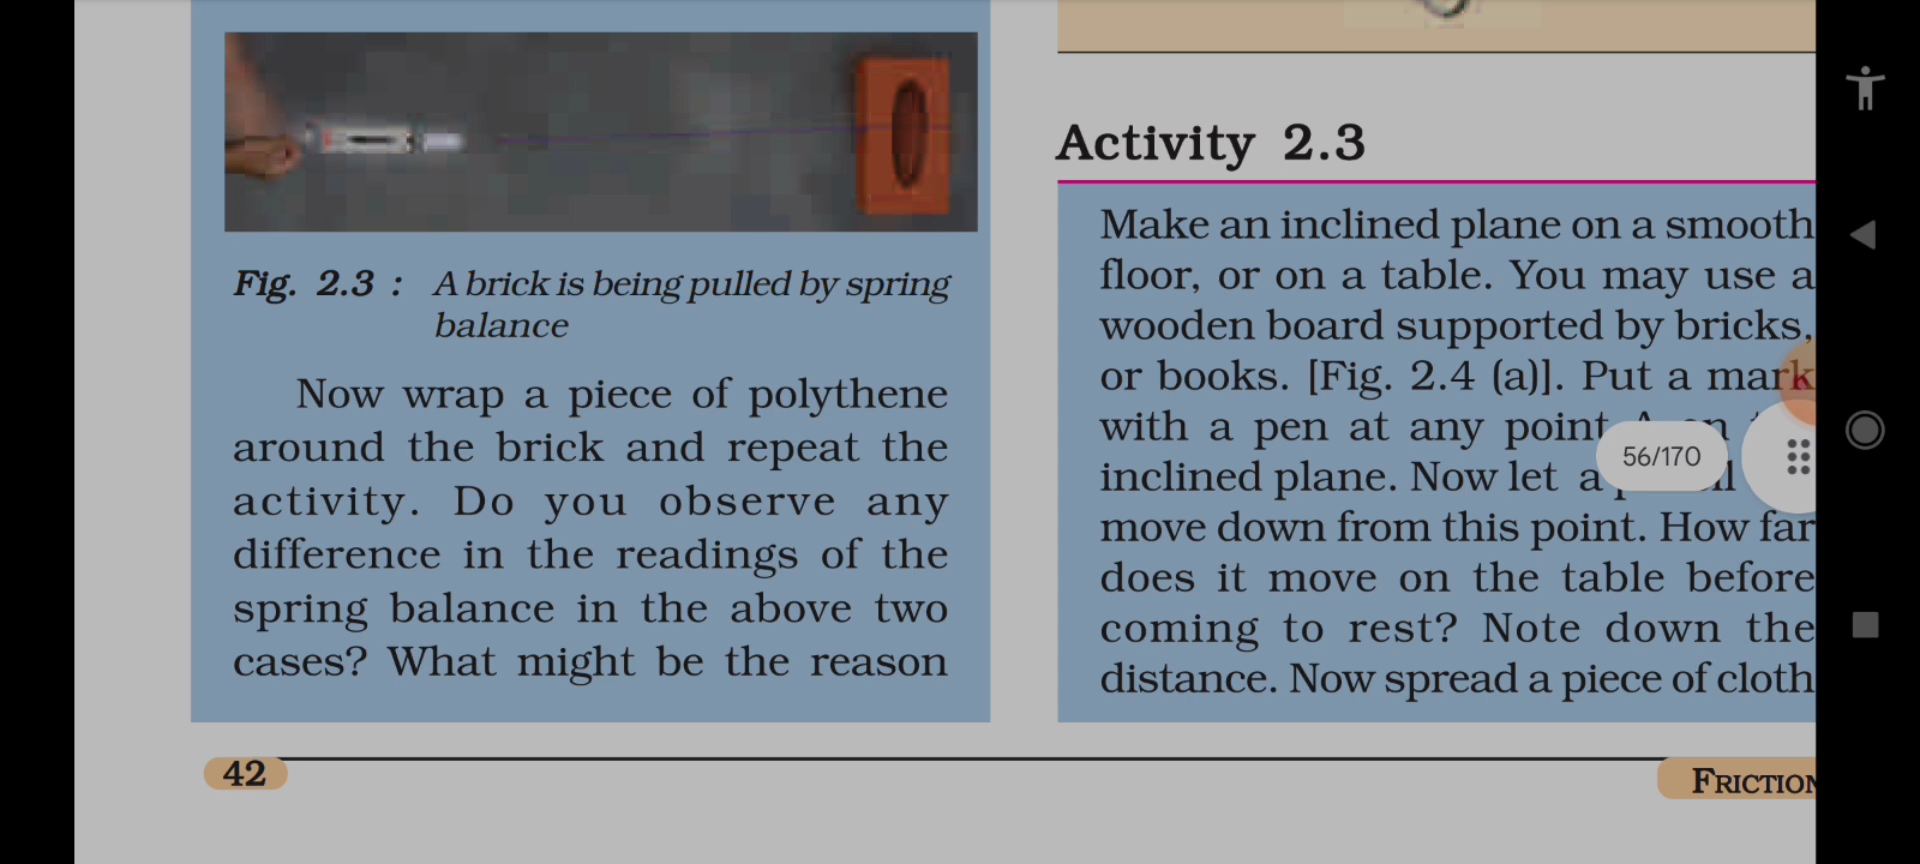 Fig. 2.3 : A brick is being pulled by spring
balance
Now wrap a piece of polythene
around the brick and repeat the
activity. Do you observe any
difference in the readings of the
spring balance in the above two
cases? What might be the reason
42
Activity 2.3
Make an inclined plane on a smooth
floor, or on a table. You may use a
wooden board supported by bricks,
or books. [Fig. 2.4 (a)]. Put a mark
with a pen at any point
inclined plane. Now let a
move down from this point. How far
does it move on the table before
coming to rest? Note down the
distance. Now spread a piece of cloth
FRICTION
56/170